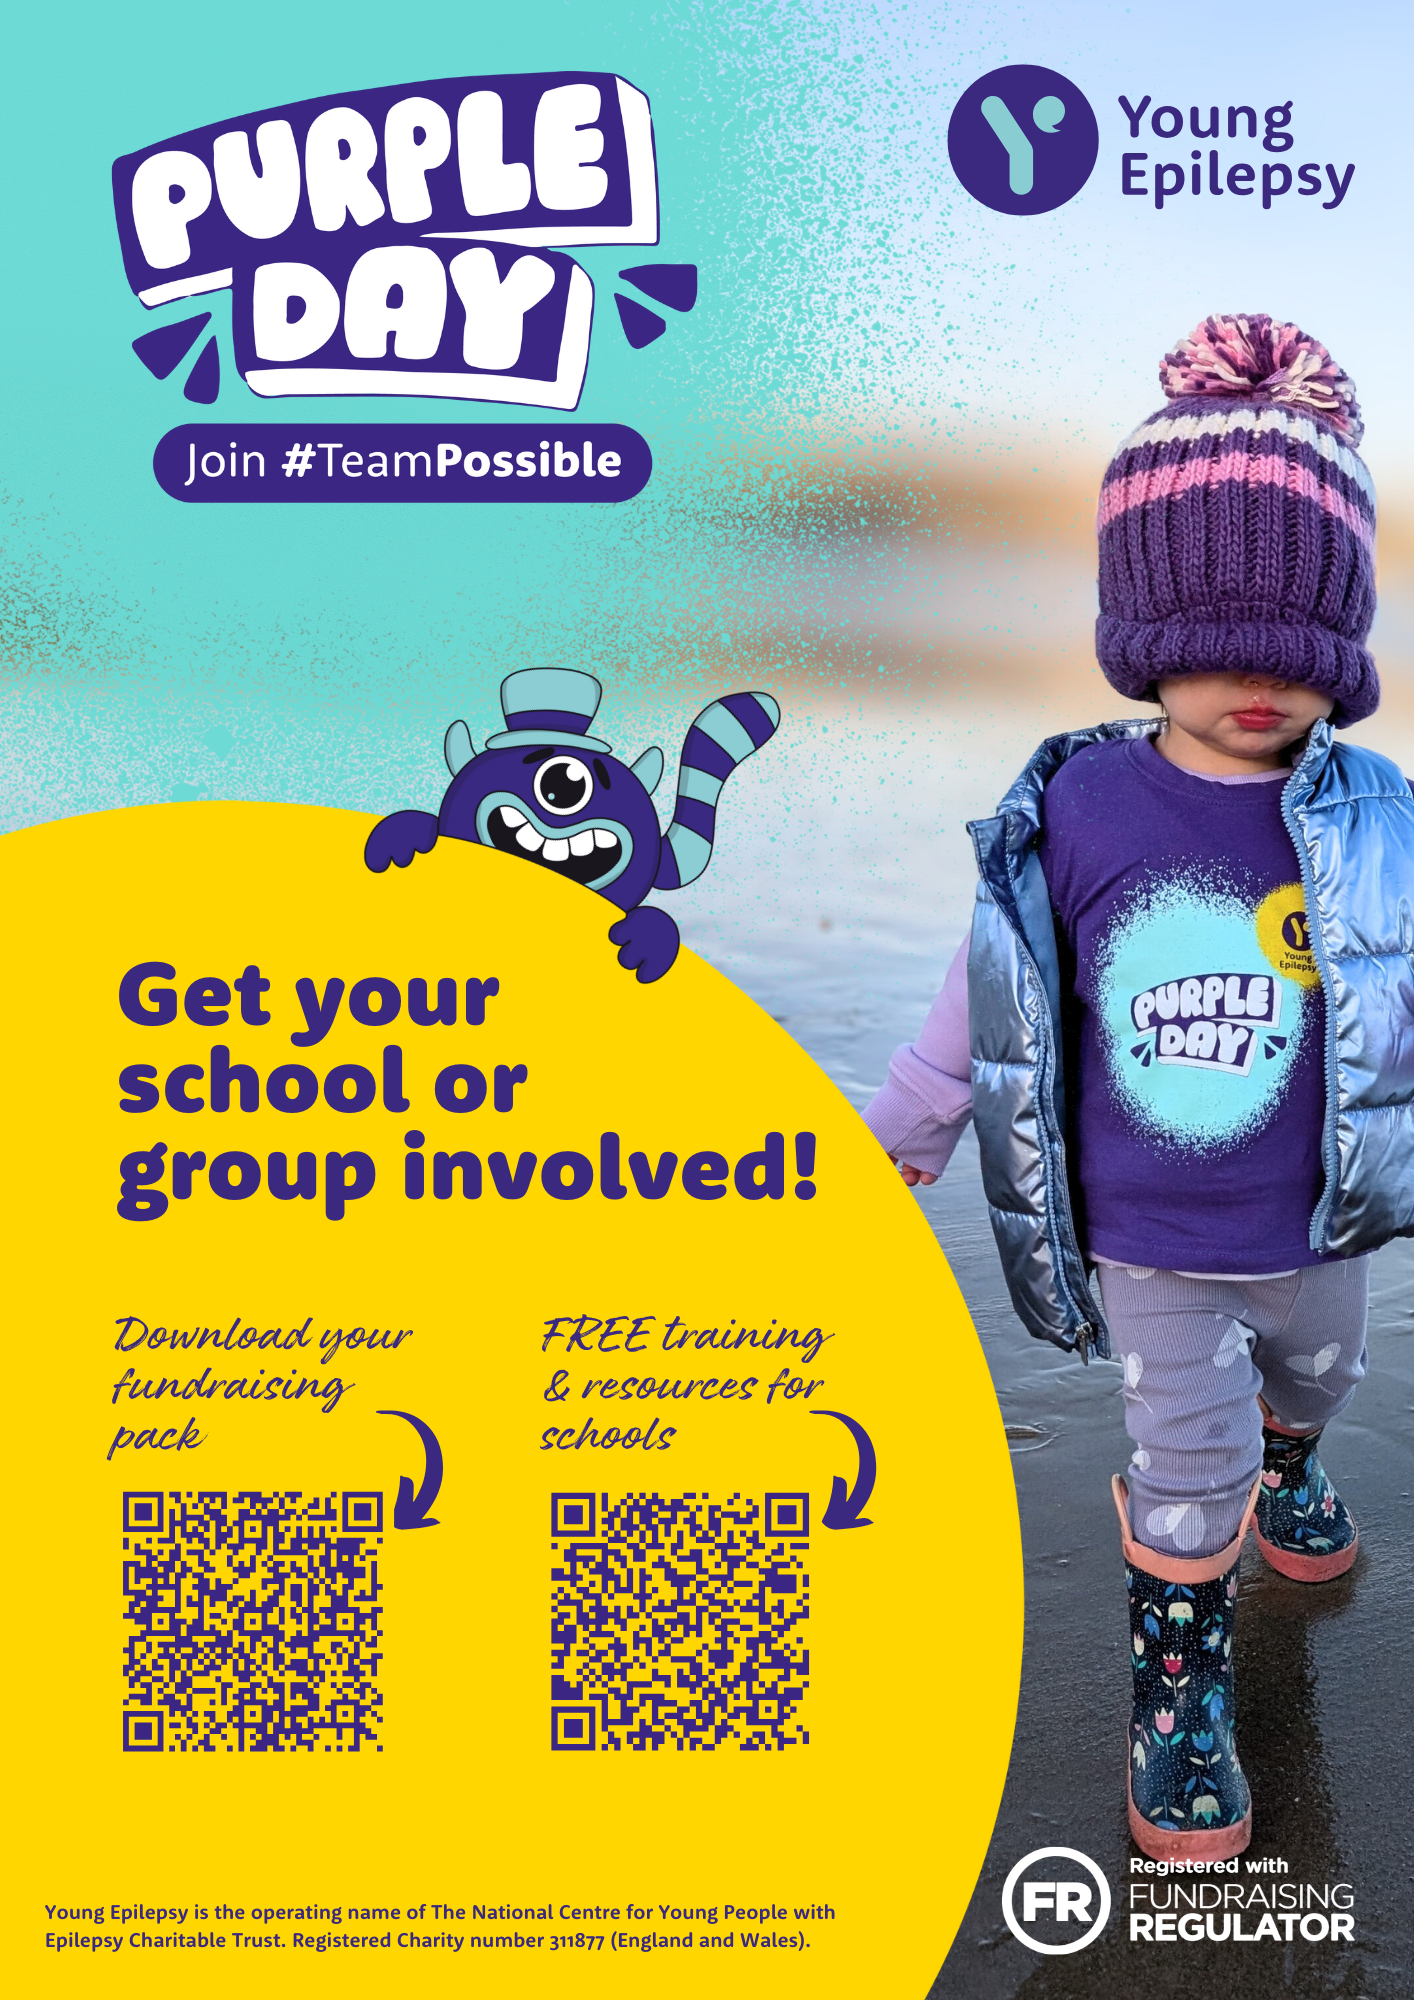 PURPLE
DAY
Join #TeamPossible
Young
Epilepsy
Young
Epilepsy
PURPLE
DAY
Get your
school or
group involved!
Download your
fundraising
pack
FREE training
& resources for
schools
Young Epilepsy is the operating name of The National Centre for Young People with
Epilepsy Charitable Trust. Registered Charity number 311877 (England and Wales).
FR
Registered with
FUNDRAISING
REGULATOR